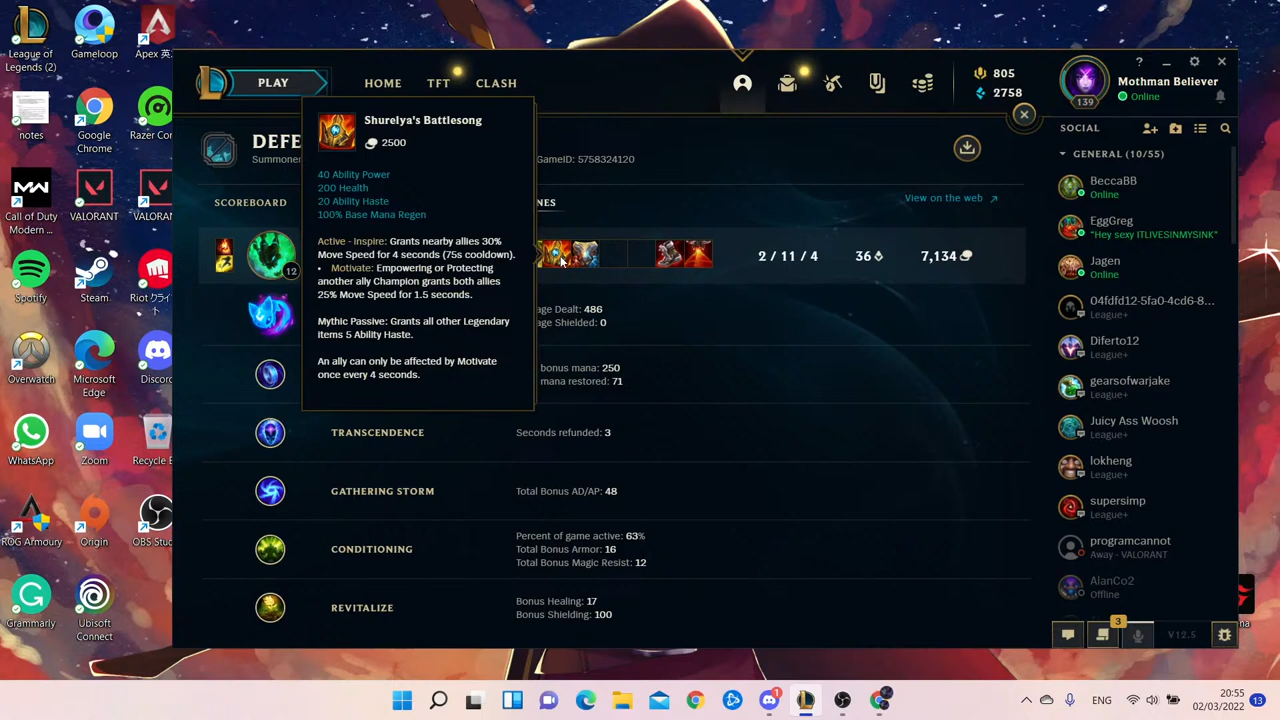 League of
Legends (2)
Gameloop
Apex 英
notes
Google
Chrome
Razer Cor
Call of Duty
Modern ...
VALORANT
VALORAN
Spotify
Steam
Riot クライ
ト
Overwatch
Microsoft
Edge
Discor
WhatsApp
Zoom
Recycle E
ROG Armoury
Origin
OBS Stu
Grammarly
Ubisoft
Connect
PLAY
HOME
TFT
CLASH
805
2758
139
Mothman Believer
Online
DEFE
Summone
GameID: 5758324120
View on the web
SCOREBOARD
NES
Shurelya's Battlesong
2500
40 Ability Power
200 Health
20 Ability Haste
100% Base Mana Regen
Active - Inspire: Grants nearby allies 30%
Move Speed for 4 seconds (75s cooldown).
• Motivate: Empowering or Protecting
another ally Champion grants both allies
25% Move Speed for 1.5 seconds.
Mythic Passive: Grants all other Legendary
items 5 Ability Haste.
An ally can only be affected by Motivate
once every 4 seconds.
12
2 / 11 / 4
36
7,134
age Dealt: 486
age Shielded: 0
bonus mana: 250
mana restored: 71
TRANSCENDENCE
Seconds refunded: 3
GATHERING STORM
Total Bonus AD/AP: 48
CONDITIONING
Percent of game active: 63%
Total Bonus Armor: 16
Total Bonus Magic Resist: 12
REVITALIZE
Bonus Healing: 17
Bonus Shielding: 100
SOCIAL
GENERAL (10/55)
BeccaBB
Online
EggGreg
"Hey sexy ITLIVESINMYSINK"
Jagen
Online
04fdfd12-5fa0-4cd6-8...
League+
Diferto12
League+
gearsofwarjake
League+
Juicy Ass Woosh
League+
lokheng
League+
supersimp
League+
programcannot
Away - VALORANT
AlanCo2
Offline
3
V12.5
1
ENG
20:55
02/03/2022
13